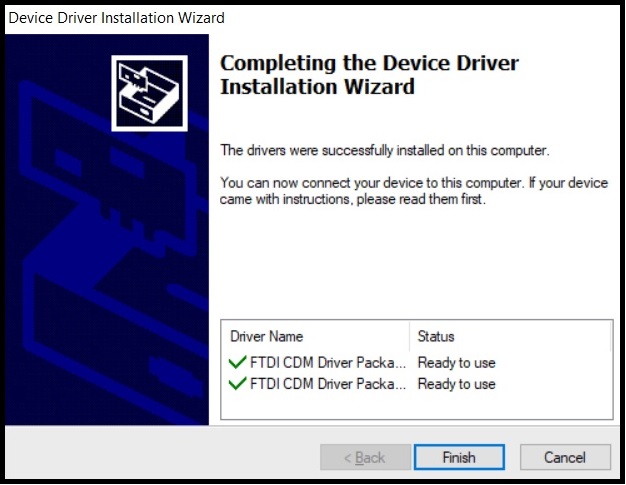 Device Driver Installation Wizard
Completing the Device Driver
Installation Wizard
The drivers were successfully installed on this computer.
You can now connect your device to this computer. If your device
came with instructions, please read them first.
Driver Name Status
FTDI CDM Driver Packa... Ready to use
FTDI CDM Driver Packa... Ready to use
< Back Finish Cancel